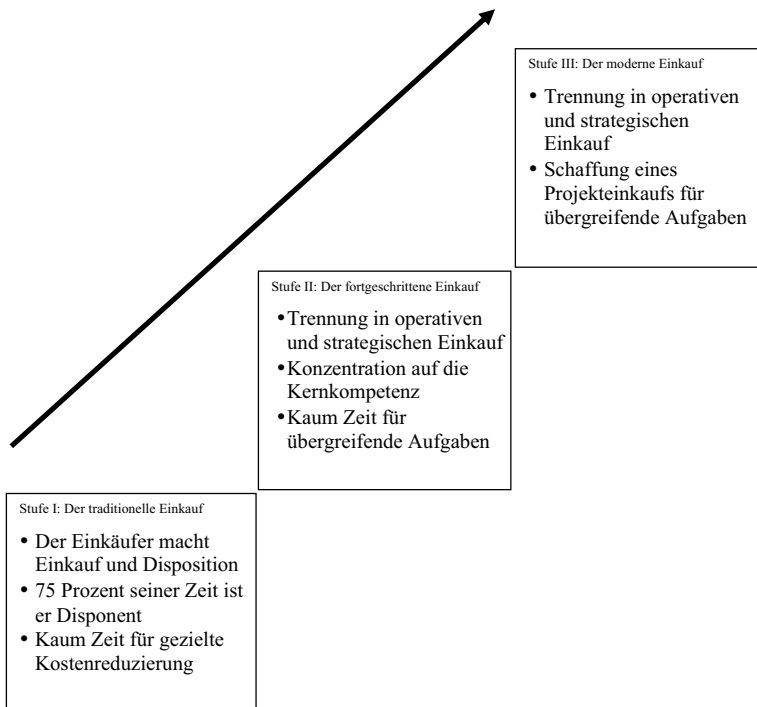 Stufe III: Der moderne Einkauf
• Trennung in operativen
und strategischen
Einkauf
• Schaffung eines
Projekteinkaufs für
übergreifende Aufgaben
Stufe II: Der fortgeschrittene Einkauf
• Trennung in operativen
und strategischen Einkauf
• Konzentration auf die
Kernkompetenz
• Kaum Zeit für
übergreifende Aufgaben
Stufe I: Der traditionelle Einkauf
• Der Einkäufer macht
Einkauf und Disposition
• 75 Prozent seiner Zeit ist
er Disponent
• Kaum Zeit für gezielte
Kostenreduzierung